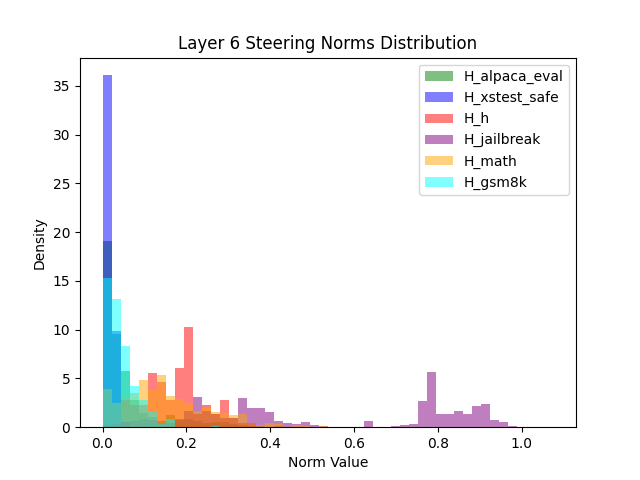 Layer 6 Steering Norms Distribution
H_alpaca_eval
H_xstest_safe
H_h
H_jailbreak
H_math
H_gsm8k
35
30
25
20
15
10
5
0
Density
0.0 0.2 0.4 0.6 0.8 1.0
Norm Value